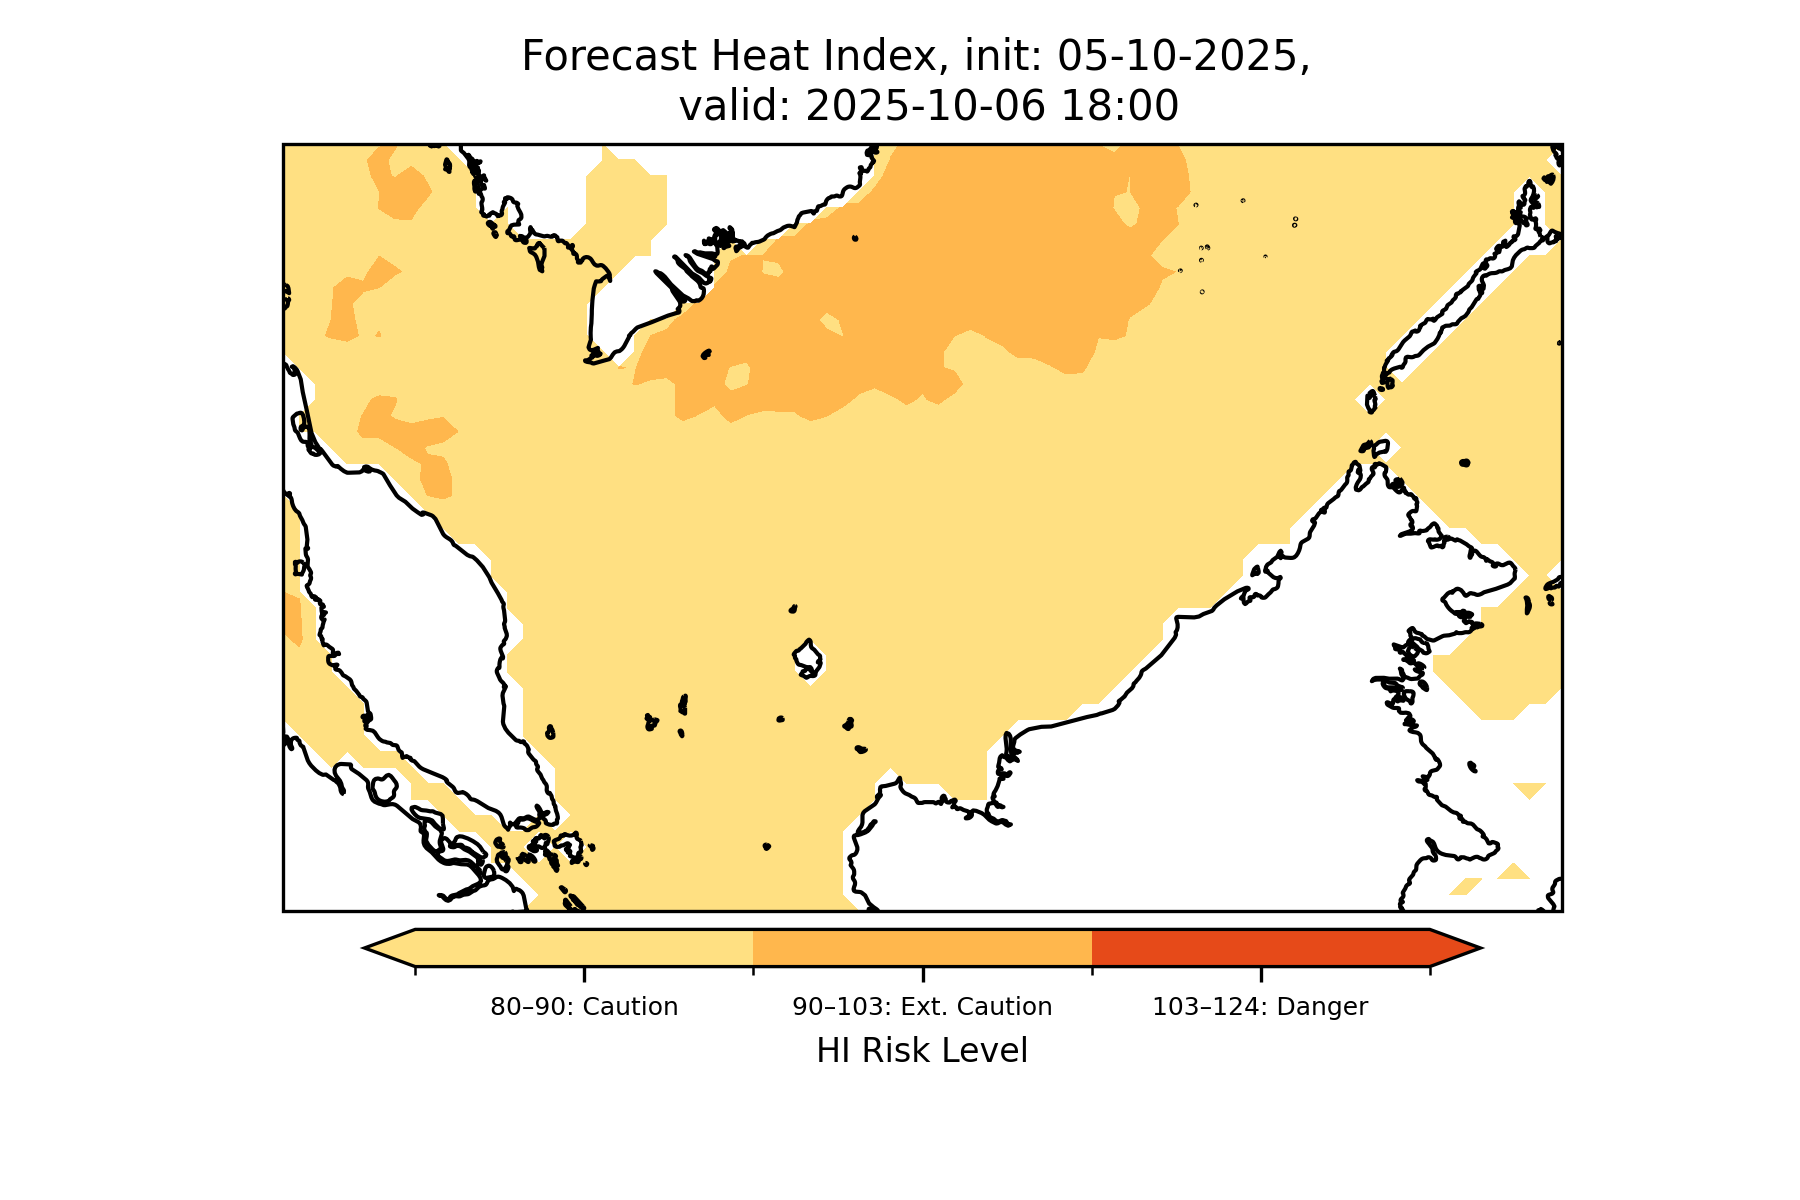 Forecast Heat Index, init: 05-10-2025,
valid: 2025-10-06 18:00
80–90: Caution
90–103: Ext. Caution
103–124: Danger
HI Risk Level